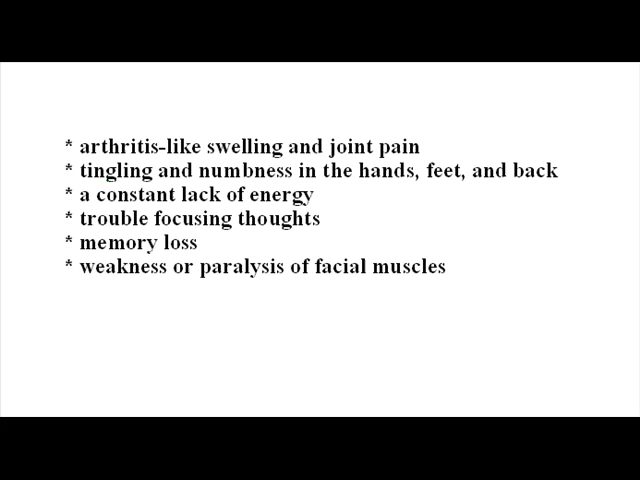 * arthritis-like swelling and joint pain
* tingling and numbness in the hands, feet, and back
* a constant lack of energy
* trouble focusing thoughts
* memory loss
* weakness or paralysis of facial muscles